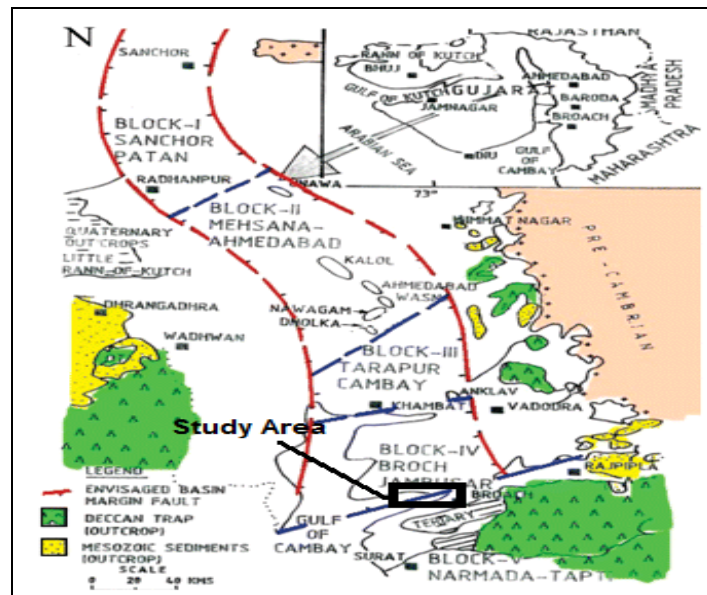 N
SANCHOR
BLOCK-I
SANCHOR
PATAN
RADHANPUR
QUATERNARY
OUTCROPS
LITTLE
RANN-OF-KUTCH
DHRANGADHRA
WADHWAN
BLOCK-II
MEHSANA-
AHMEDABAD
KALOL
AHMEDABAD
NAWAGAM
DHOLKA
BLOCK-III
TARAPUR
CAMBAY
KHAMBAT
ANKLAV
VADODRA
Study Area
BLOCK-IV
BROCH
JAMBUSAR
BROACH
RAJPIPLA
GULF OF
CAMBAY
TERTIARY
SURAT
BLOCK-V
NARMADA-TAPTI
HIMMAT NAGAR
PRE-CAMBRIAN
73°
RAJASTHAN
RANN OF KUTCH
BHUJ
GULF OF KUTCH
GUJARAT
JAMNAGAR
AHMEDABAD
BARODA
BROACH
MADHYA
PRADESH
MAHARASHTRA
ARABIAN SEA
DIU
GULF OF
CAMBAY
LEGEND
ENVISAGED BASIN
MARGIN FAULT
DECCAN TRAP
(OUTCROP)
MESOZOIC SEDIMENTS
(OUTCROP)
SCALE
0 20 40 KMS